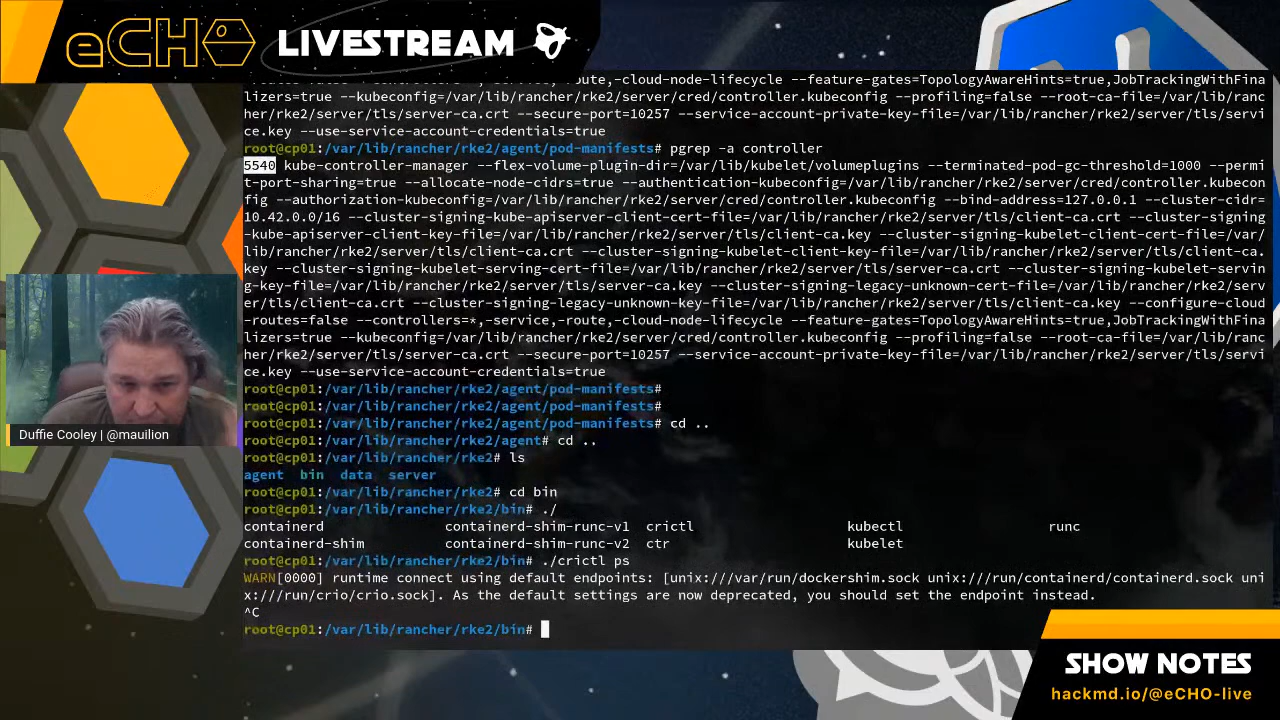 eCHO LIVESTREAM
lizers=true --kubeconfig=/var/lib/rancher/rke2/server/cred/controller.kubeconfig --profiling=false --root-ca-file=/var/lib/ranc
her/rke2/server/tls/server-ca.crt --secure-port=10257 --service-account-private-key-file=/var/lib/rancher/rke2/server/tls/servi
ce.key --use-service-account-credentials=true
root@cp01:/var/lib/rancher/rke2/agent/pod-manifests# pgrep -a controller
5540 kube-controller-manager --flex-volume-plugin-dir=/var/lib/kubelet/volumeplugins --terminated-pod-gc-threshold=1000 --permi
t-port-sharing=true --allocate-node-cidrs=true --authentication-kubeconfig=/var/lib/rancher/rke2/server/cred/controller.kubecon
fig --authorization-kubeconfig=/var/lib/rancher/rke2/server/cred/controller.kubeconfig --bind-address=127.0.0.1 --cluster-cidr=
10.42.0.0/16 --cluster-signing-kube-apiserver-client-cert-file=/var/lib/rancher/rke2/server/tls/client-ca.crt --cluster-signing
-kube-apiserver-client-key-file=/var/lib/rancher/rke2/server/tls/client-ca.key --cluster-signing-kubelet-client-cert-file=/var/
lib/rancher/rke2/server/tls/client-ca.crt --cluster-signing-kubelet-client-key-file=/var/lib/rancher/rke2/server/tls/client-ca.
key --cluster-signing-kubelet-serving-cert-file=/var/lib/rancher/rke2/server/tls/server-ca.crt --cluster-signing-kubelet-servin
g-key-file=/var/lib/rancher/rke2/server/tls/server-ca.key --cluster-signing-legacy-unknown-cert-file=/var/lib/rancher/rke2/serv
er/tls/client-ca.crt --cluster-signing-legacy-unknown-key-file=/var/lib/rancher/rke2/server/tls/client-ca.key --configure-cloud
-routes=false --controllers=*,-service,-route,-cloud-node-lifecycle --feature-gates=TopologyAwareHints=true,JobTrackingWithFina
lizers=true --kubeconfig=/var/lib/rancher/rke2/server/cred/controller.kubeconfig --profiling=false --root-ca-file=/var/lib/ranc
her/rke2/server/tls/server-ca.crt --secure-port=10257 --service-account-private-key-file=/var/lib/rancher/rke2/server/tls/servi
ce.key --use-service-account-credentials=true
root@cp01:/var/lib/rancher/rke2/agent/pod-manifests#
root@cp01:/var/lib/rancher/rke2/agent/pod-manifests#
root@cp01:/var/lib/rancher/rke2/agent/pod-manifests# cd ..
root@cp01:/var/lib/rancher/rke2/agent# cd ..
root@cp01:/var/lib/rancher/rke2# ls
agent bin data server
root@cp01:/var/lib/rancher/rke2# cd bin
root@cp01:/var/lib/rancher/rke2/bin# ./
containerd containerd-shim-runc-v1 crictl kubectl runc
containerd-shim containerd-shim-runc-v2 ctr kubelet
root@cp01:/var/lib/rancher/rke2/bin# ./crictl ps
WARN[0000] runtime connect using default endpoints: [unix:///var/run/dockershim.sock unix:///run/containerd/containerd.sock uni
x:///run/crio/crio.sock]. As the default settings are now deprecated, you should set the endpoint instead.
^C
root@cp01:/var/lib/rancher/rke2/bin#
Duffie Cooley | @mauilion
SHOW NOTES
hackmd.io/@eCHO-live